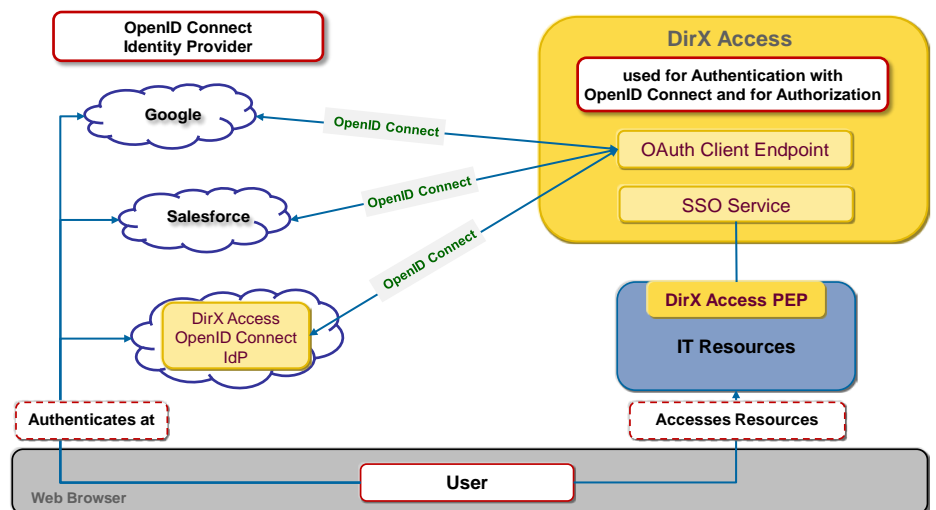 OpenID Connect
Identity Provider
DirX Access
used for Authentication with
OpenID Connect and for Authorization
Google
OpenID Connect
OAuth Client Endpoint
OpenID Connect
Salesforce
SSO Service
OpenID Connect
DirX Access
OpenID Connect
IdP
DirX Access PEP
IT Resources
Authenticates at
Accesses Resources
User
Web Browser